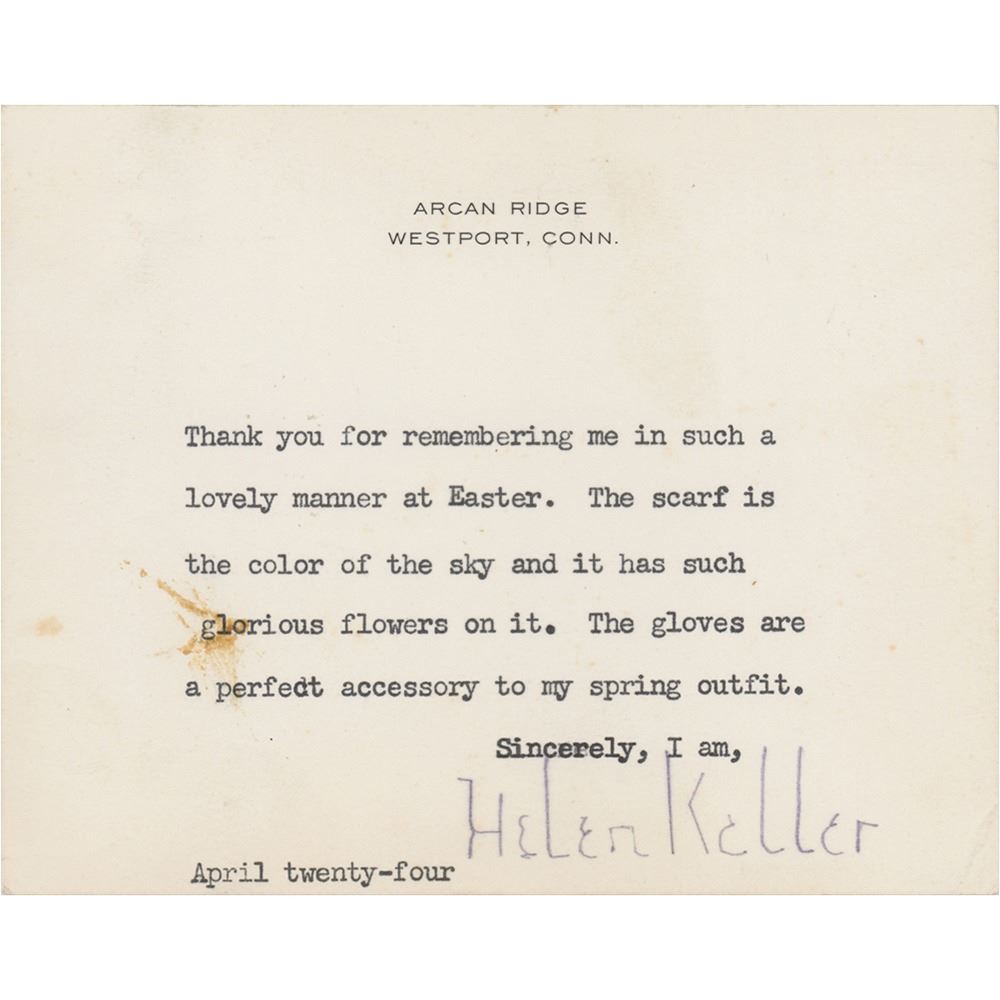 ARCAN RIDGE
WESTPORT, CONN.
Thank you for remembering me in such a
lovely manner at Easter. The scarf is
the color of the sky and it has such
glorious flowers on it. The gloves are
a perfect accessory to my spring outfit.
Sincerely, I am,
Helen Keller
April twenty-four